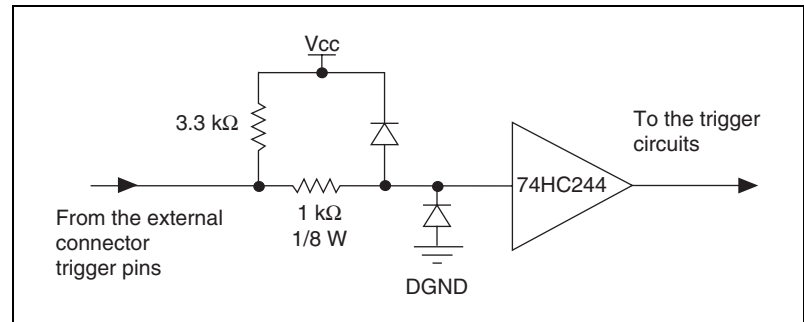 Vcc
3.3 kΩ
To the trigger
circuits
74HC244
From the external
connector
trigger pins
1 kΩ
1/8 W
DGND